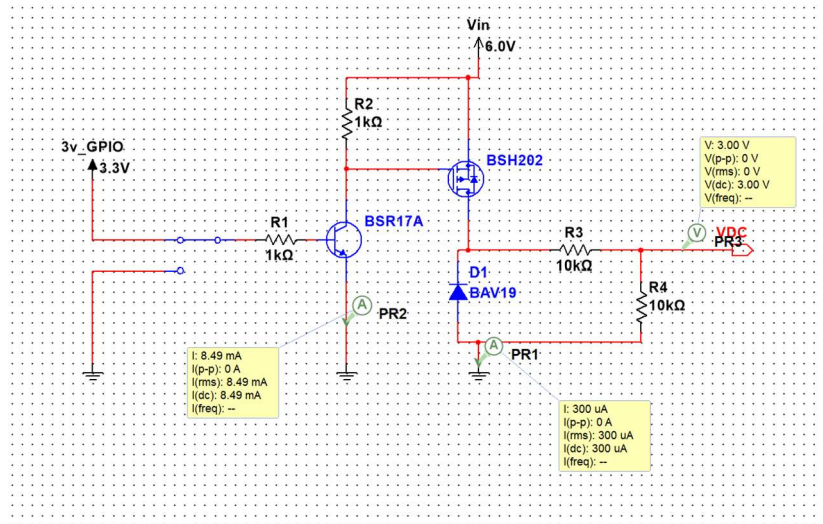 Vin
6.0V
R2
1kΩ
3v_GPIO
3.3V
BSH202
V: 3.00 V
V(p-p): 0 V
V(rms): 0 V
V(dc): 3.00 V
V(freq): --
R1
1kΩ
BSR17A
R3
10kΩ
V
VDC
PR3
D1
BAV19
R4
10kΩ
A
PR2
A
PR1
I: 8.49 mA
I(p-p): 0 A
I(rms): 8.49 mA
I(dc): 8.49 mA
I(freq): --
I: 300 uA
I(p-p): 0 A
I(rms): 300 uA
I(dc): 300 uA
I(freq): --